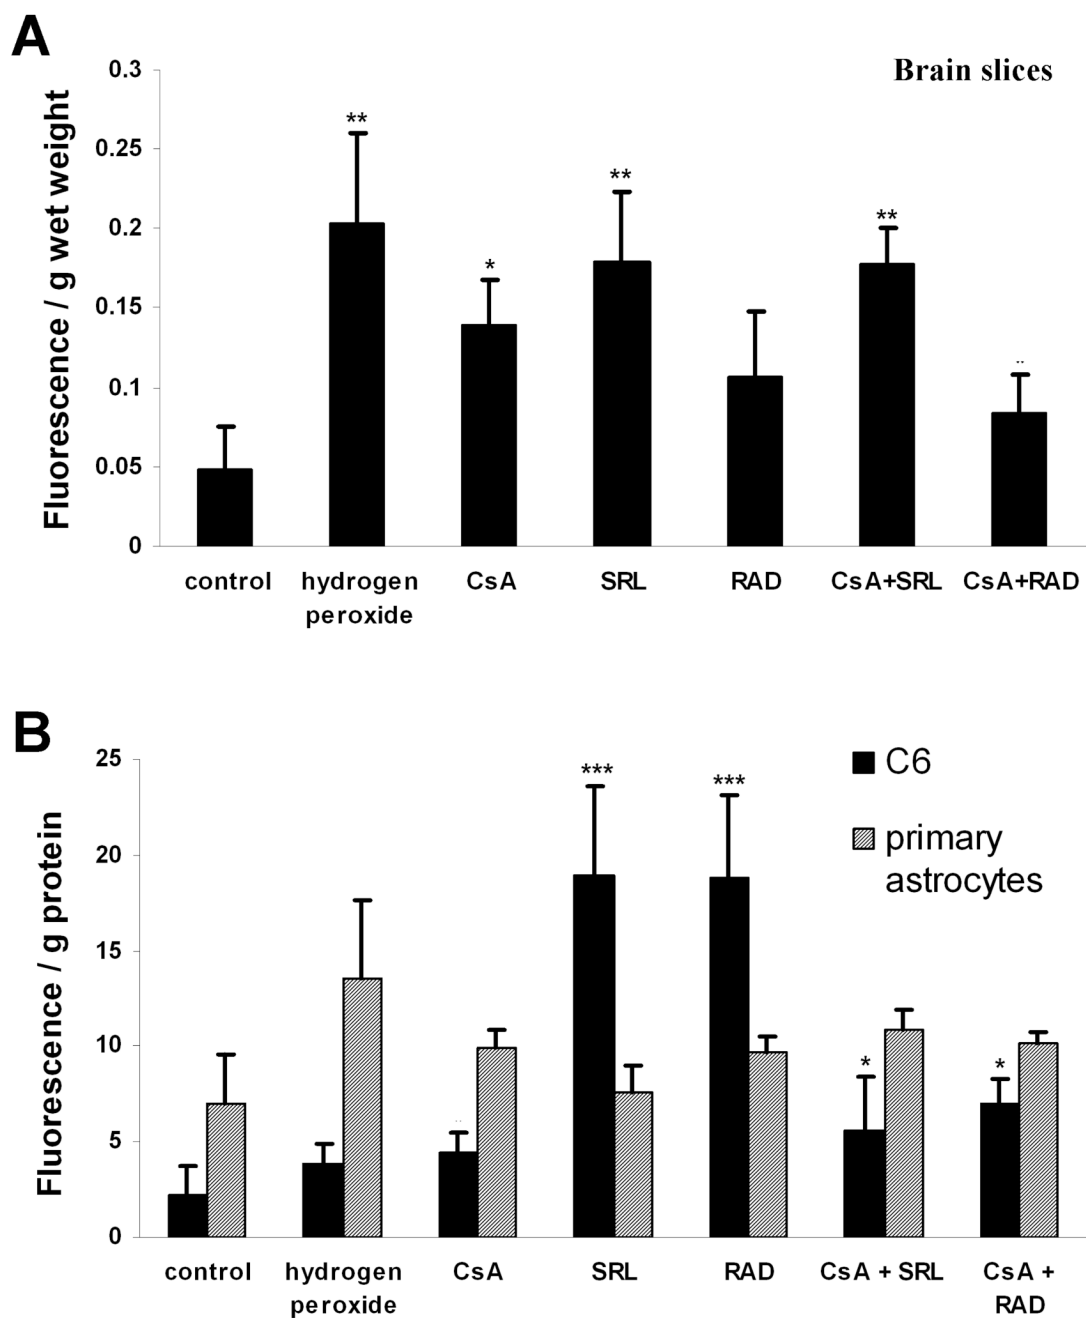 A
Brain slices
Fluorescence / g wet weight
0.3
0.25
0.2
0.15
0.1
0.05
0
**
*
**
**
..
control
hydrogen
peroxide
CsA
SRL
RAD
CsA+SRL
CsA+RAD
B
Fluorescence / g protein
25
20
15
10
5
0
..
***
***
*
*
C6
primary
astrocytes
control
hydrogen
peroxide
CsA
SRL
RAD
CsA + SRL
CsA +
RAD